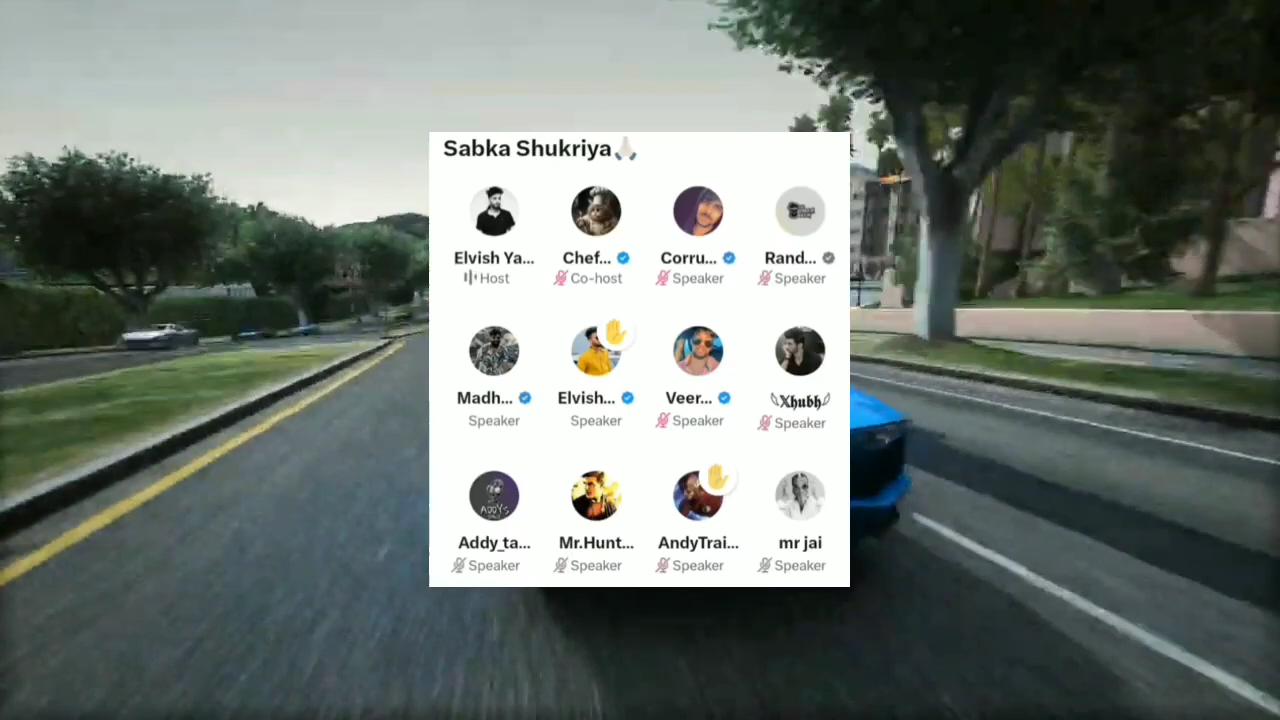 Sabka Shukriya🙏🏻
Elvish Ya... Chef... Corru... Rand...
Host Co-host Speaker Speaker
Madh... Elvish... Veer... 𝖃𝖍𝖚𝖇𝖍
Speaker Speaker Speaker Speaker
ADDYS
Addy_ta... Mr.Hunt... AndyTrai... mr jai
Speaker Speaker Speaker Speaker